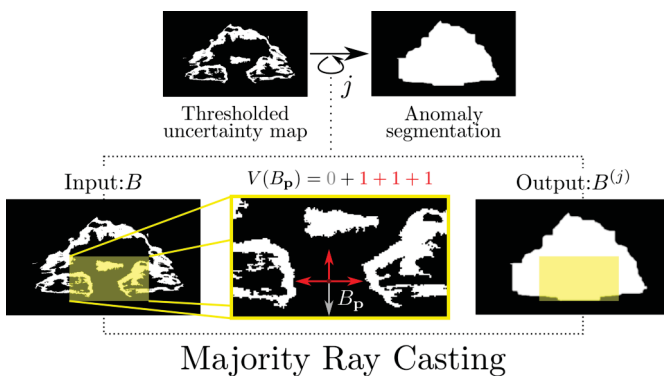 j
Thresholded
uncertainty map
Anomaly
segmentation
Input:B
V(B_p) = 0 + 1 + 1 + 1
Output:B^(j)
B_p
Majority Ray Casting